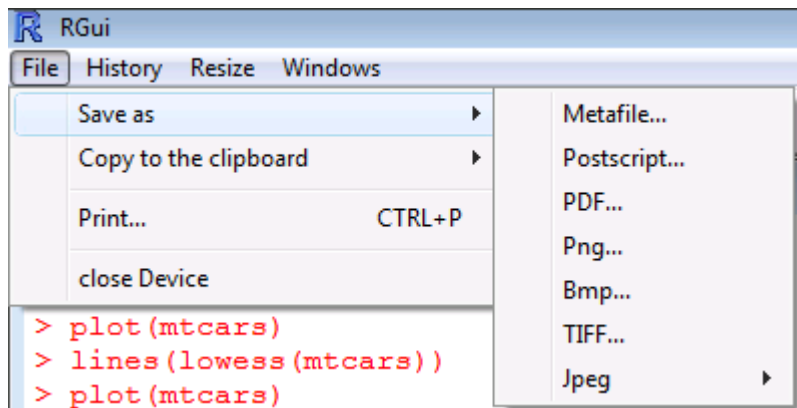 RGui
File History Resize Windows
Save as
Copy to the clipboard
Print... CTRL+P
close Device
Metafile...
Postscript...
PDF...
Png...
Bmp...
TIFF...
Jpeg
> plot(mtcars)
> lines(lowess(mtcars))
> plot(mtcars)